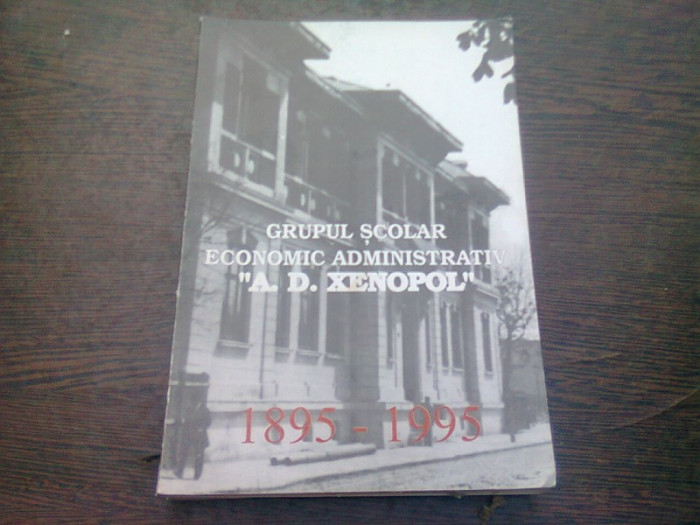 GRUPUL ȘCOLAR
ECONOMIC ADMINISTRATIV
"A. D. XENOPOL"
1895 - 1995